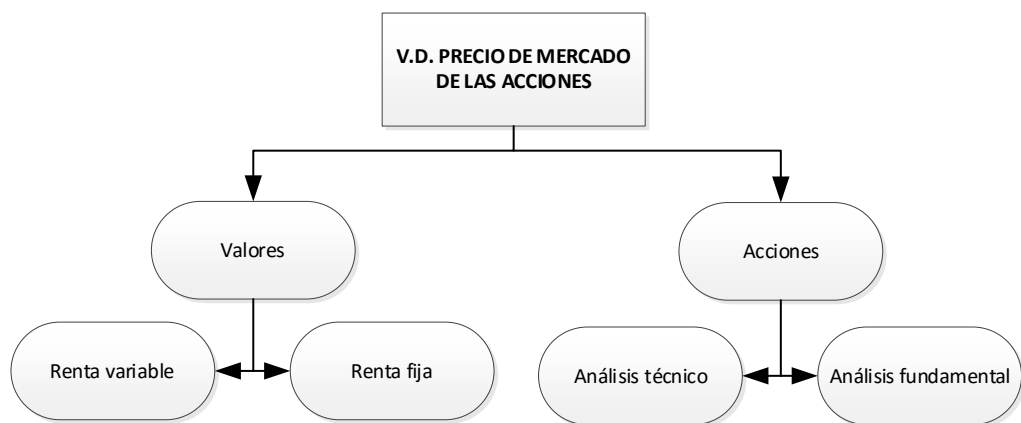 V.D. PRECIO DE MERCADO
DE LAS ACCIONES
Valores
Acciones
Renta variable
Renta fija
Análisis técnico
Análisis fundamental